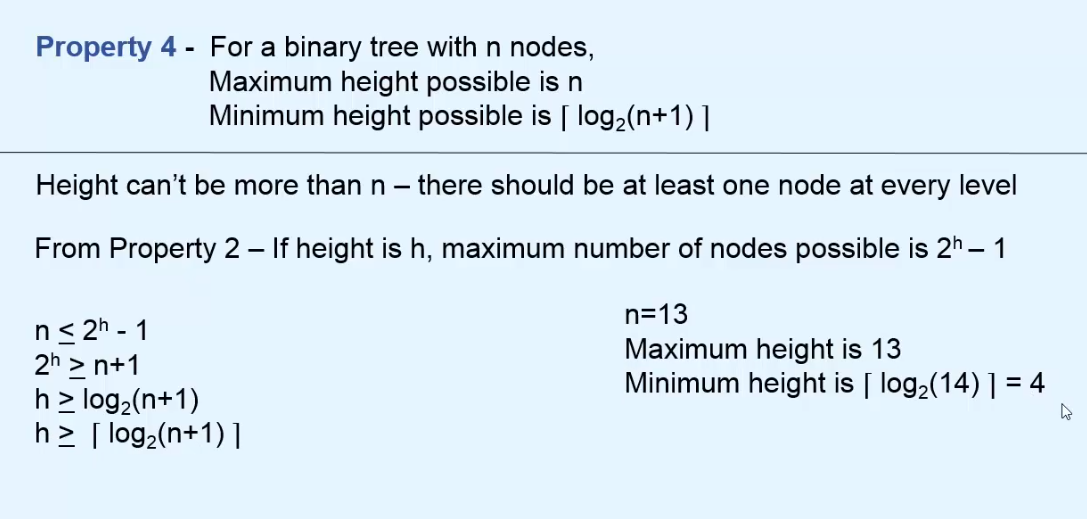 Property 4 - For a binary tree with n nodes,
Maximum height possible is n
Minimum height possible is ⌈ log₂(n+1) ⌉
Height can’t be more than n – there should be at least one node at every level
From Property 2 – If height is h, maximum number of nodes possible is 2ʰ – 1
n ≤ 2ʰ - 1
2ʰ ≥ n+1
h ≥ log₂(n+1)
h ≥ ⌈ log₂(n+1) ⌉
n=13
Maximum height is 13
Minimum height is ⌈ log₂(14) ⌉ = 4